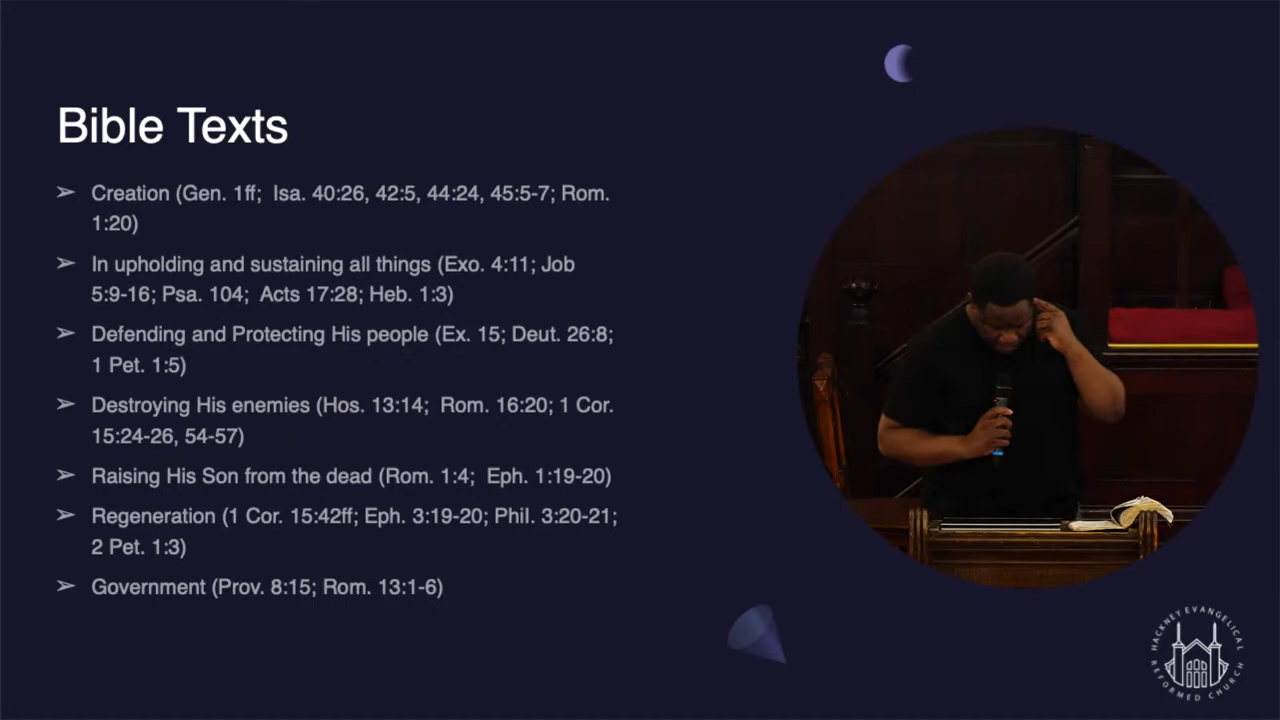 Bible Texts
➢ Creation (Gen. 1ff;  Isa. 40:26, 42:5, 44:24, 45:5-7; Rom.
1:20)
➢ In upholding and sustaining all things (Exo. 4:11; Job
5:9-16; Psa. 104;  Acts 17:28; Heb. 1:3)
➢ Defending and Protecting His people (Ex. 15; Deut. 26:8;
1 Pet. 1:5)
➢ Destroying His enemies (Hos. 13:14;  Rom. 16:20; 1 Cor.
15:24-26, 54-57)
➢ Raising His Son from the dead (Rom. 1:4;  Eph. 1:19-20)
➢ Regeneration (1 Cor. 15:42ff; Eph. 3:19-20; Phil. 3:20-21;
2 Pet. 1:3)
➢ Government (Prov. 8:15; Rom. 13:1-6)
HACKNEY EVANGELICAL
REFORMED CHURCH